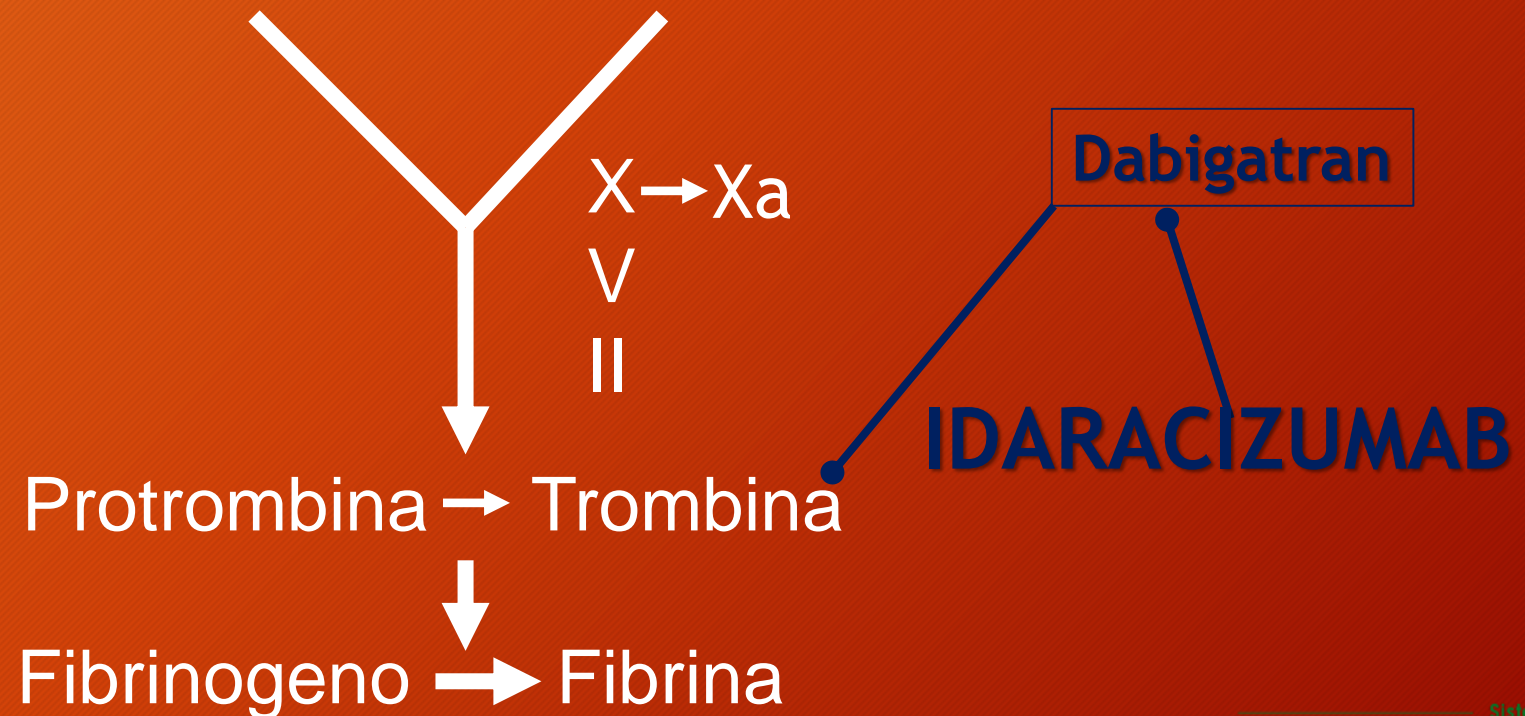 X → Xa
V
II
Dabigatran
IDARACIZUMAB
Protrombina → Trombina
Fibrinogeno → Fibrina